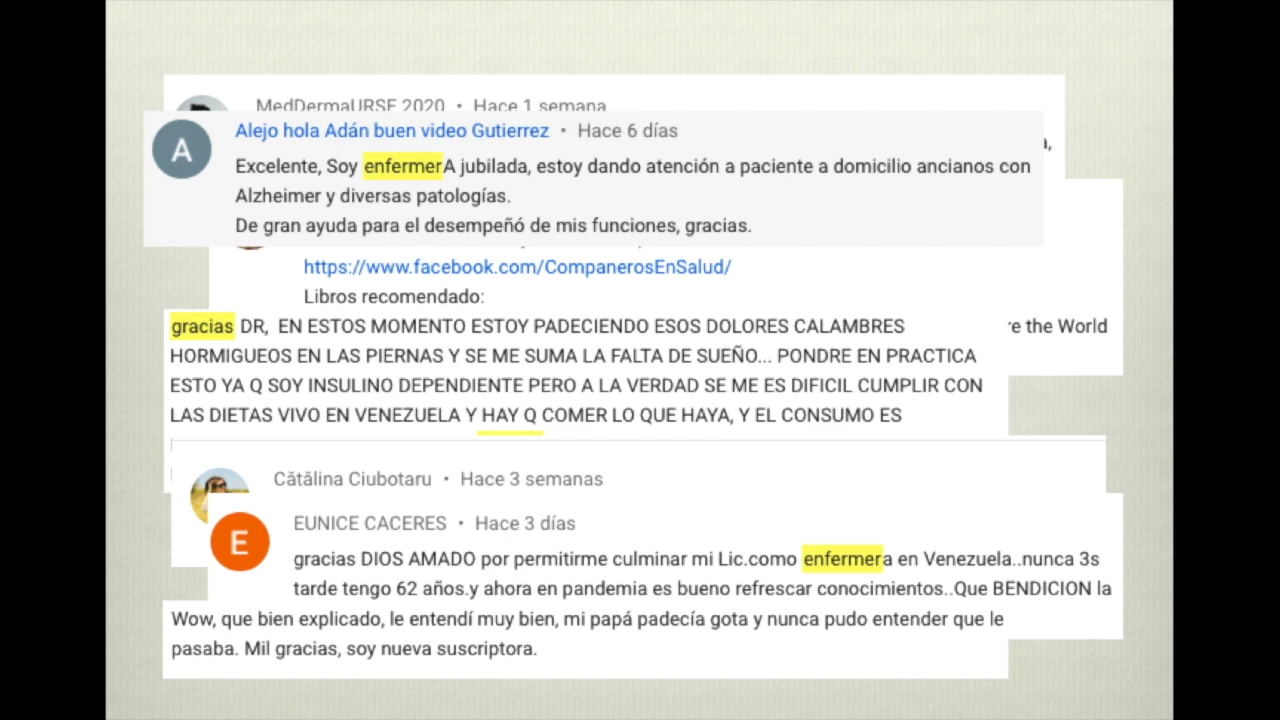 MedDermaURSE 2020 • Hace 1 semana
A
Alejo hola Adán buen video Gutierrez • Hace 6 días
Excelente, Soy enfermerA jubilada, estoy dando atención a paciente a domicilio ancianos con
Alzheimer y diversas patologías.
De gran ayuda para el desempeñó de mis funciones, gracias.
https://www.facebook.com/CompanerosEnSalud/
Libros recomendado:
gracias DR, EN ESTOS MOMENTO ESTOY PADECIENDO ESOS DOLORES CALAMBRES
re the World
HORMIGUEOS EN LAS PIERNAS Y SE ME SUMA LA FALTA DE SUEÑO... PONDRE EN PRACTICA
ESTO YA Q SOY INSULINO DEPENDIENTE PERO A LA VERDAD SE ME ES DIFICIL CUMPLIR CON
LAS DIETAS VIVO EN VENEZUELA Y HAY Q COMER LO QUE HAYA, Y EL CONSUMO ES
Cătălina Ciubotaru • Hace 3 semanas
E
EUNICE CACERES • Hace 3 días
gracias DIOS AMADO por permitirme culminar mi Lic.como enfermera en Venezuela..nunca 3s
tarde tengo 62 años.y ahora en pandemia es bueno refrescar conocimientos..Que BENDICION la
Wow, que bien explicado, le entendí muy bien, mi papá padecía gota y nunca pudo entender que le
pasaba. Mil gracias, soy nueva suscriptora.